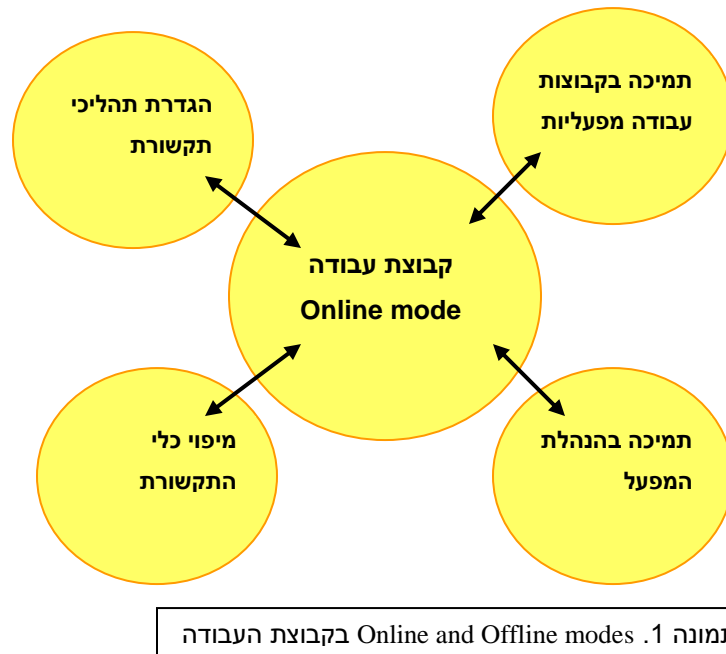 תמיכה בקבוצות
עבודה מפעליות
הגדרת תהליכי
תקשורת
קבוצת עבודה
Online mode
תמיכה בהנהלת
המפעל
מיפוי כלי
התקשורת
תמונה 1. Online and Offline modes בקבוצת העבודה